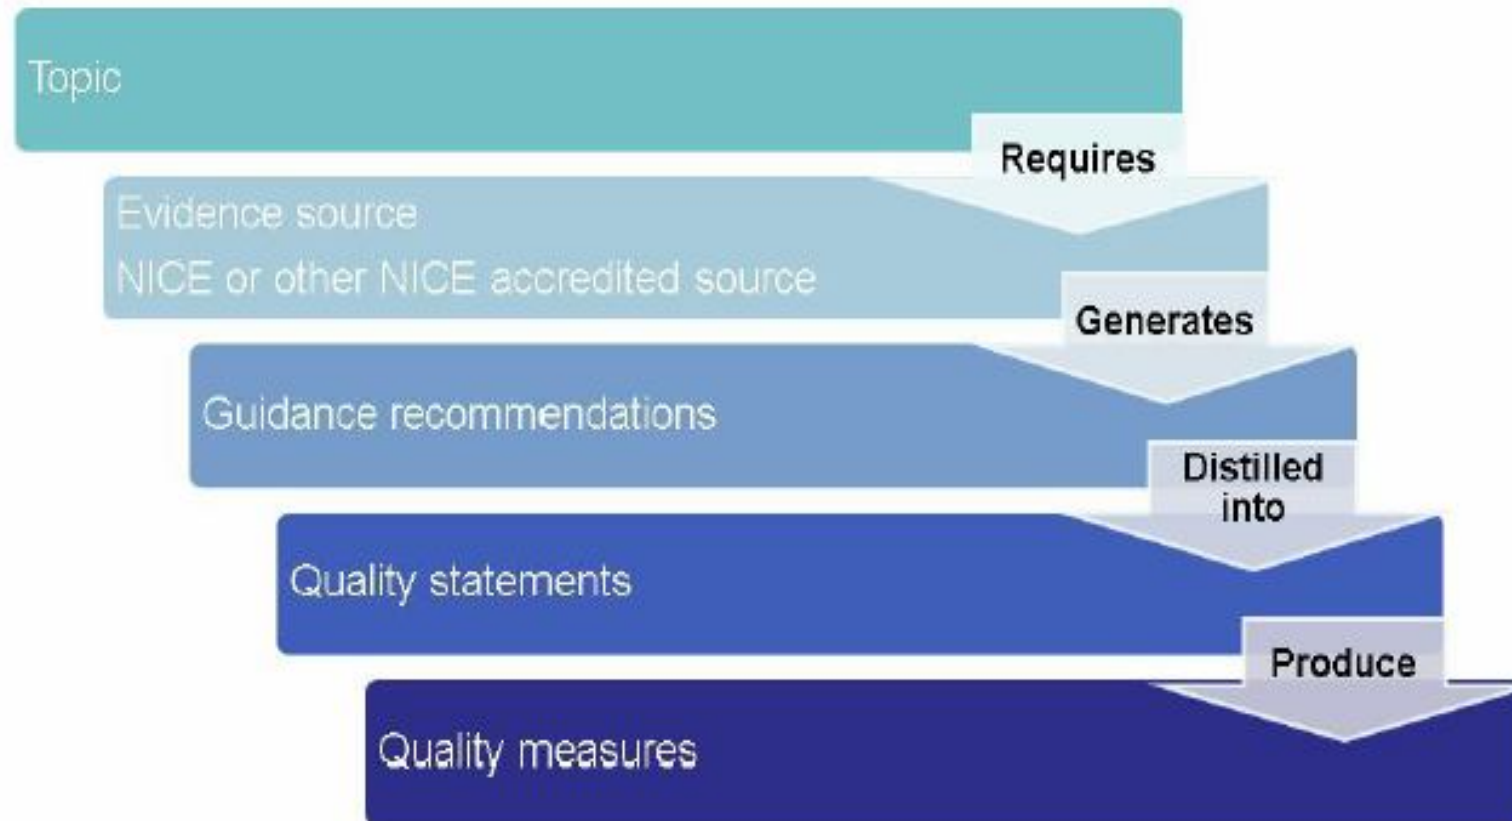 Topic
Requires
Evidence source
NICE or other NICE accredited source
Generates
Guidance recommendations
Distilled
into
Quality statements
Produce
Quality measures